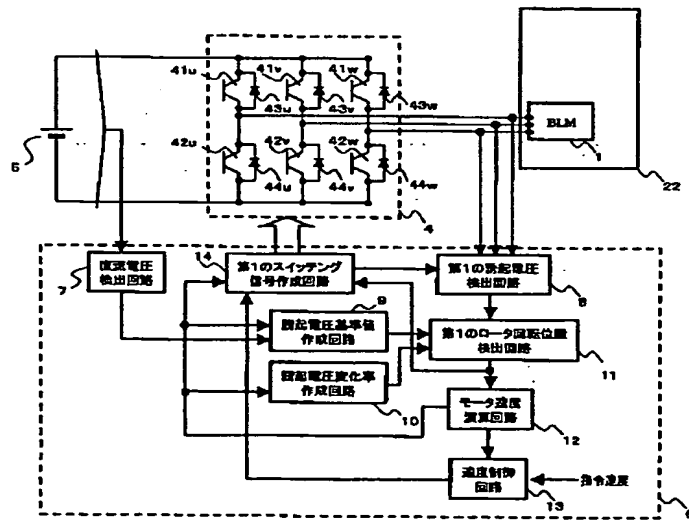 41u
41v
41w
43u
43v
43w
42u
42v
42w
44u
44v
44w
4
BLM
1
22
直流電圧
検出回路
7
14
第1のスイッチング
信号作成回路
第1の誘起電圧
検出回路
8
9
誘起電圧基準値
作成回路
第1のロータ回転位置
検出回路
11
誘起電圧変化率
作成回路
10
モータ速度
演算回路
12
速度制御
回路
13
指令速度